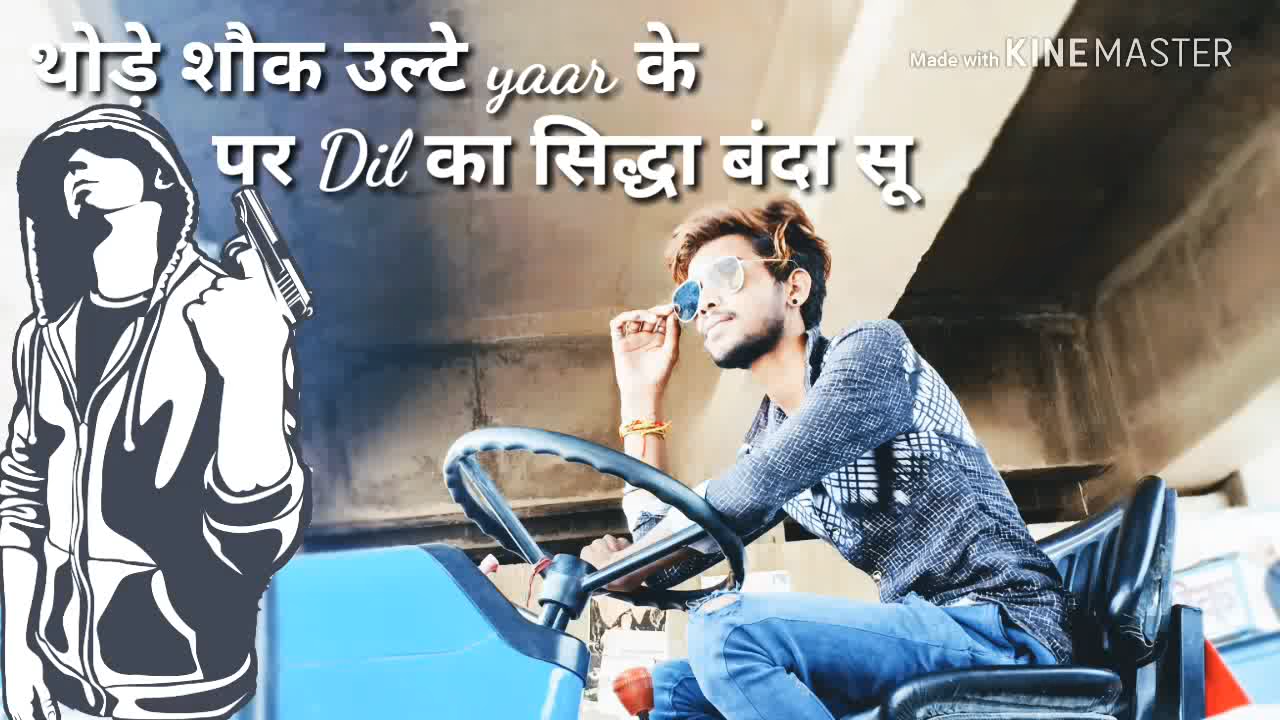 थोड़े शौक उल्टे yaar के
Made with KINEMASTER
पर Dil का सिद्धा बंदा सू